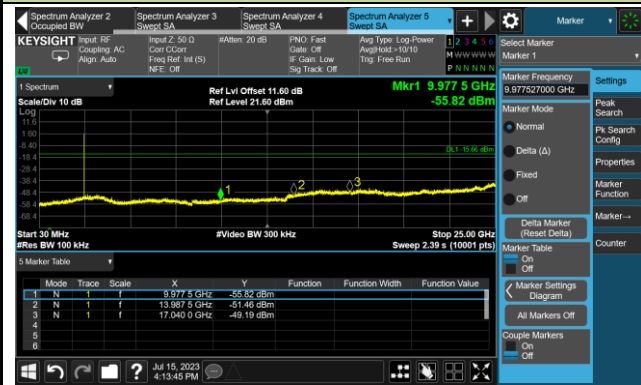 Spectrum Analyzer 2
Occupied BW
Spectrum Analyzer 3
Swept SA
Spectrum Analyzer 4
Swept SA
Spectrum Analyzer 5
Swept SA
Marker
KEYSIGHT
Input: RF
Coupling: AC
Align: Auto
Input Z: 50 Ω
Corr CCorr
Freq Ref: Int (S)
NFE: Off
#Atten: 20 dB
PNO: Fast
Gate: Off
IF Gain: Low
Sig Track: Off
Avg Type: Log-Power
Avg|Hold:>10/10
Trig: Free Run
1 2 3 4 5 6
M W W W W W
P N N N N N
LXI
Select Marker
Marker 1
1 Spectrum
Scale/Div 10 dB
Ref Lvl Offset 11.60 dB
Ref Level 21.60 dBm
Mkr1 9.977 5 GHz
-55.82 dBm
Log
11.6
1.60
-8.40
-18.4
-28.4
-38.4
-48.4
-58.4
-68.4
DL1 -15.66 dBm
1
2
3
Start 30 MHz
#Res BW 100 kHz
#Video BW 300 kHz
Stop 25.00 GHz
Sweep 2.39 s (10001 pts)
5 Marker Table
Mode Trace Scale X Y Function Function Width Function Value
1 N 1 f 9.977 5 GHz -55.82 dBm
2 N 1 f 13.987 5 GHz -51.46 dBm
3 N 1 f 17.040 0 GHz -49.19 dBm
4
5
6
Marker Frequency
9.977527000 GHz
Marker Mode
Normal
Delta (Δ)
Fixed
Off
Delta Marker
(Reset Delta)
Marker Table
On
Off
Marker Settings
Diagram
All Markers Off
Couple Markers
On
Off
Settings
Peak
Search
Pk Search
Config
Properties
Marker
Function
Marker→
Counter
?
Jul 15, 2023
4:13:45 PM